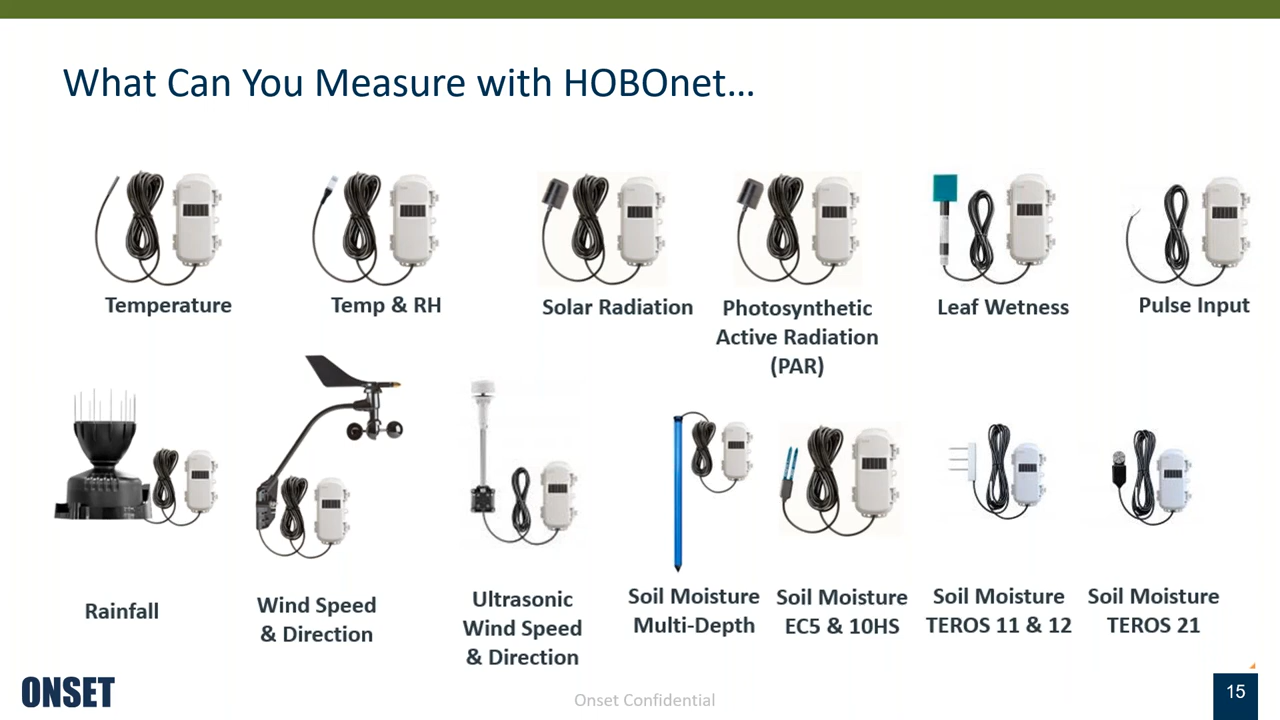 What Can You Measure with HOBOnet…
Temperature
Temp & RH
Solar Radiation
Photosynthetic
Active Radiation
(PAR)
Leaf Wetness
Pulse Input
Rainfall
Wind Speed
& Direction
Ultrasonic
Wind Speed
& Direction
Soil Moisture
Multi-Depth
Soil Moisture
EC5 & 10HS
Soil Moisture
TEROS 11 & 12
Soil Moisture
TEROS 21
ONSET
Onset Confidential
15